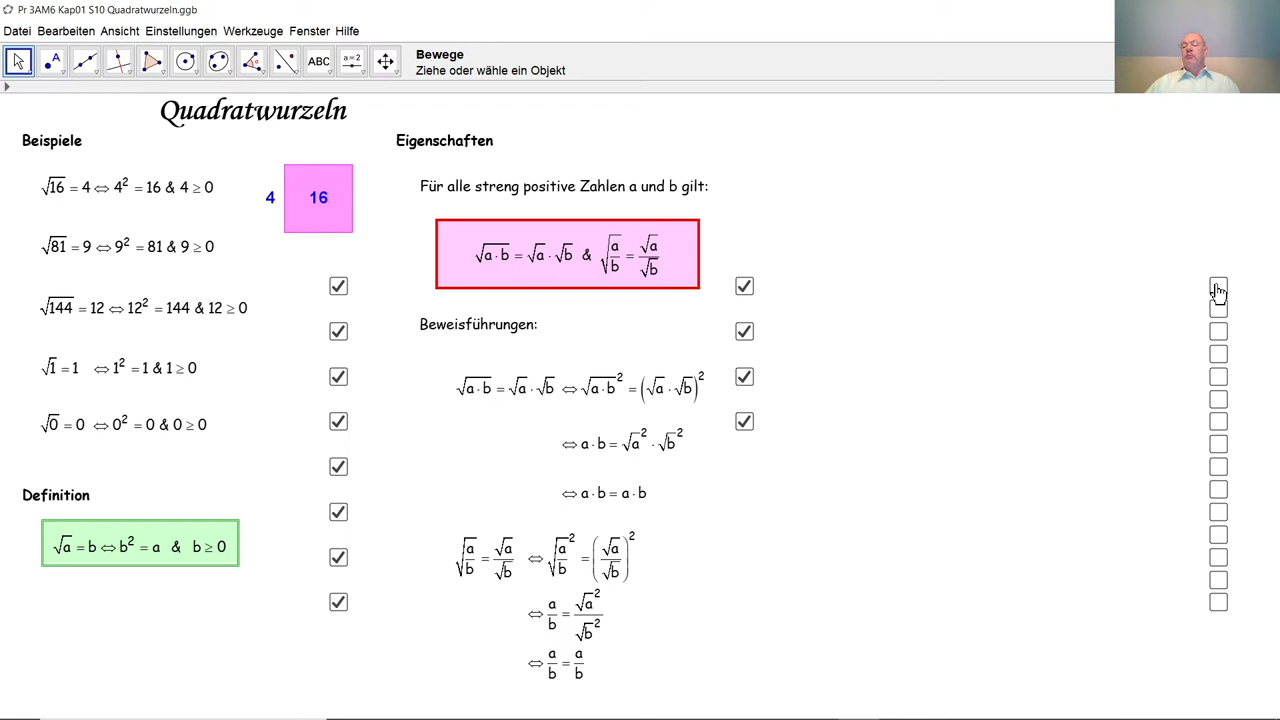 Pr 3AM6 Kap01 S10 Quadratwurzeln.ggb
Datei Bearbeiten Ansicht Einstellungen Werkzeuge Fenster Hilfe
A ABC a=2
Bewege
Ziehe oder wähle ein Objekt
Quadratwurzeln
Beispiele
√16 = 4 ⇔ 4² = 16 & 4 ≥ 0
4 16
√81 = 9 ⇔ 9² = 81 & 9 ≥ 0
√144 = 12 ⇔ 12² = 144 & 12 ≥ 0
√1 = 1 ⇔ 1² = 1 & 1 ≥ 0
√0 = 0 ⇔ 0² = 0 & 0 ≥ 0
Definition
√a = b ⇔ b² = a & b ≥ 0
Eigenschaften
Für alle streng positive Zahlen a und b gilt:
√(a·b) = √a · √b & √(a/b) = √a/√b
Beweisführungen:
√(a·b) = √a · √b ⇔ √(a·b)² = (√a · √b)²
⇔ a·b = √a² · √b²
⇔ a·b = a·b
√(a/b) = √a/√b ⇔ √(a/b)² = (√a/√b)²
⇔ a/b = √a²/√b²
⇔ a/b = a/b